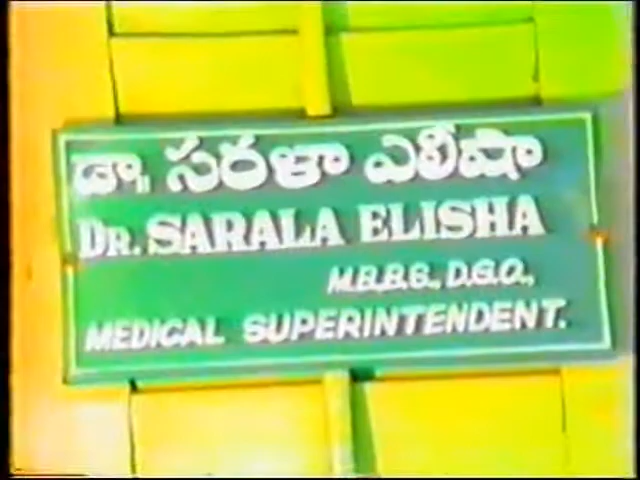 డా॥ సరళా ఎలీషా
DR. SARALA ELISHA
M.B.B.S., D.G.O.,
MEDICAL SUPERINTENDENT.